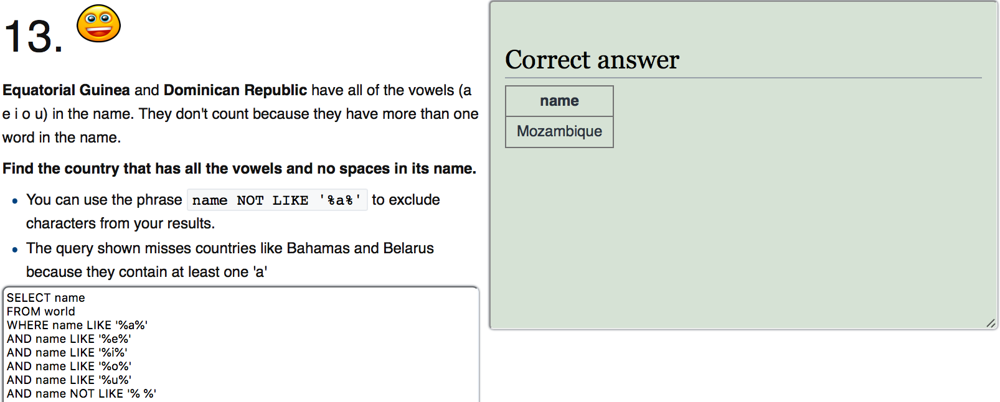 13.
Equatorial Guinea and Dominican Republic have all of the vowels (a
e i o u) in the name. They don't count because they have more than one
word in the name.
Find the country that has all the vowels and no spaces in its name.
• You can use the phrase name NOT LIKE '%a%' to exclude
characters from your results.
• The query shown misses countries like Bahamas and Belarus
because they contain at least one 'a'
SELECT name
FROM world
WHERE name LIKE '%a%'
AND name LIKE '%e%'
AND name LIKE '%i%'
AND name LIKE '%o%'
AND name LIKE '%u%'
AND name NOT LIKE '% %'
Correct answer
name
Mozambique